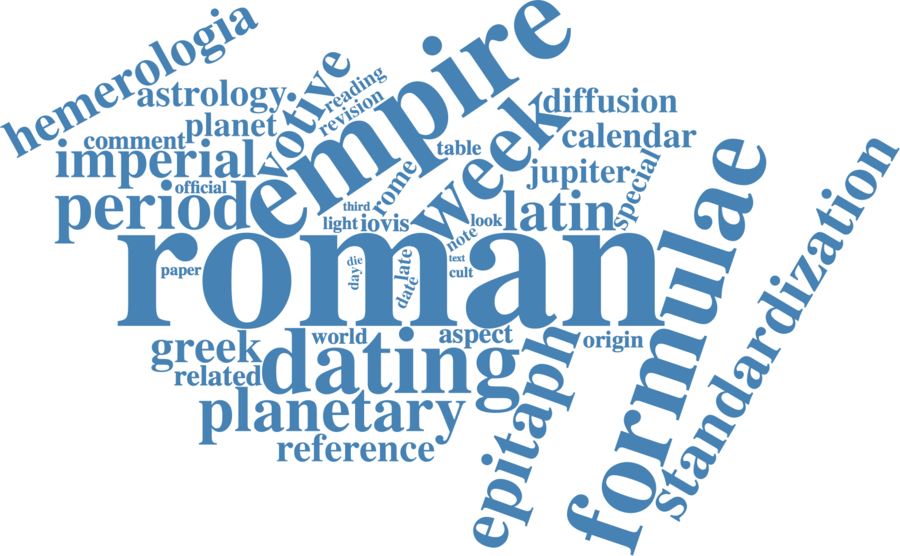 hemerologia
empire
astrology
votive
reading
revision
planet
comment
imperial
official
period
week
diffusion
calendar
table
jupiter
special
rome
third
light
iovis
look
latin
note
text
cult
roman
paper
day
die
late
date
formulae
standardization
world
aspect
origin
greek
dating
related
planetary
epitaph
reference